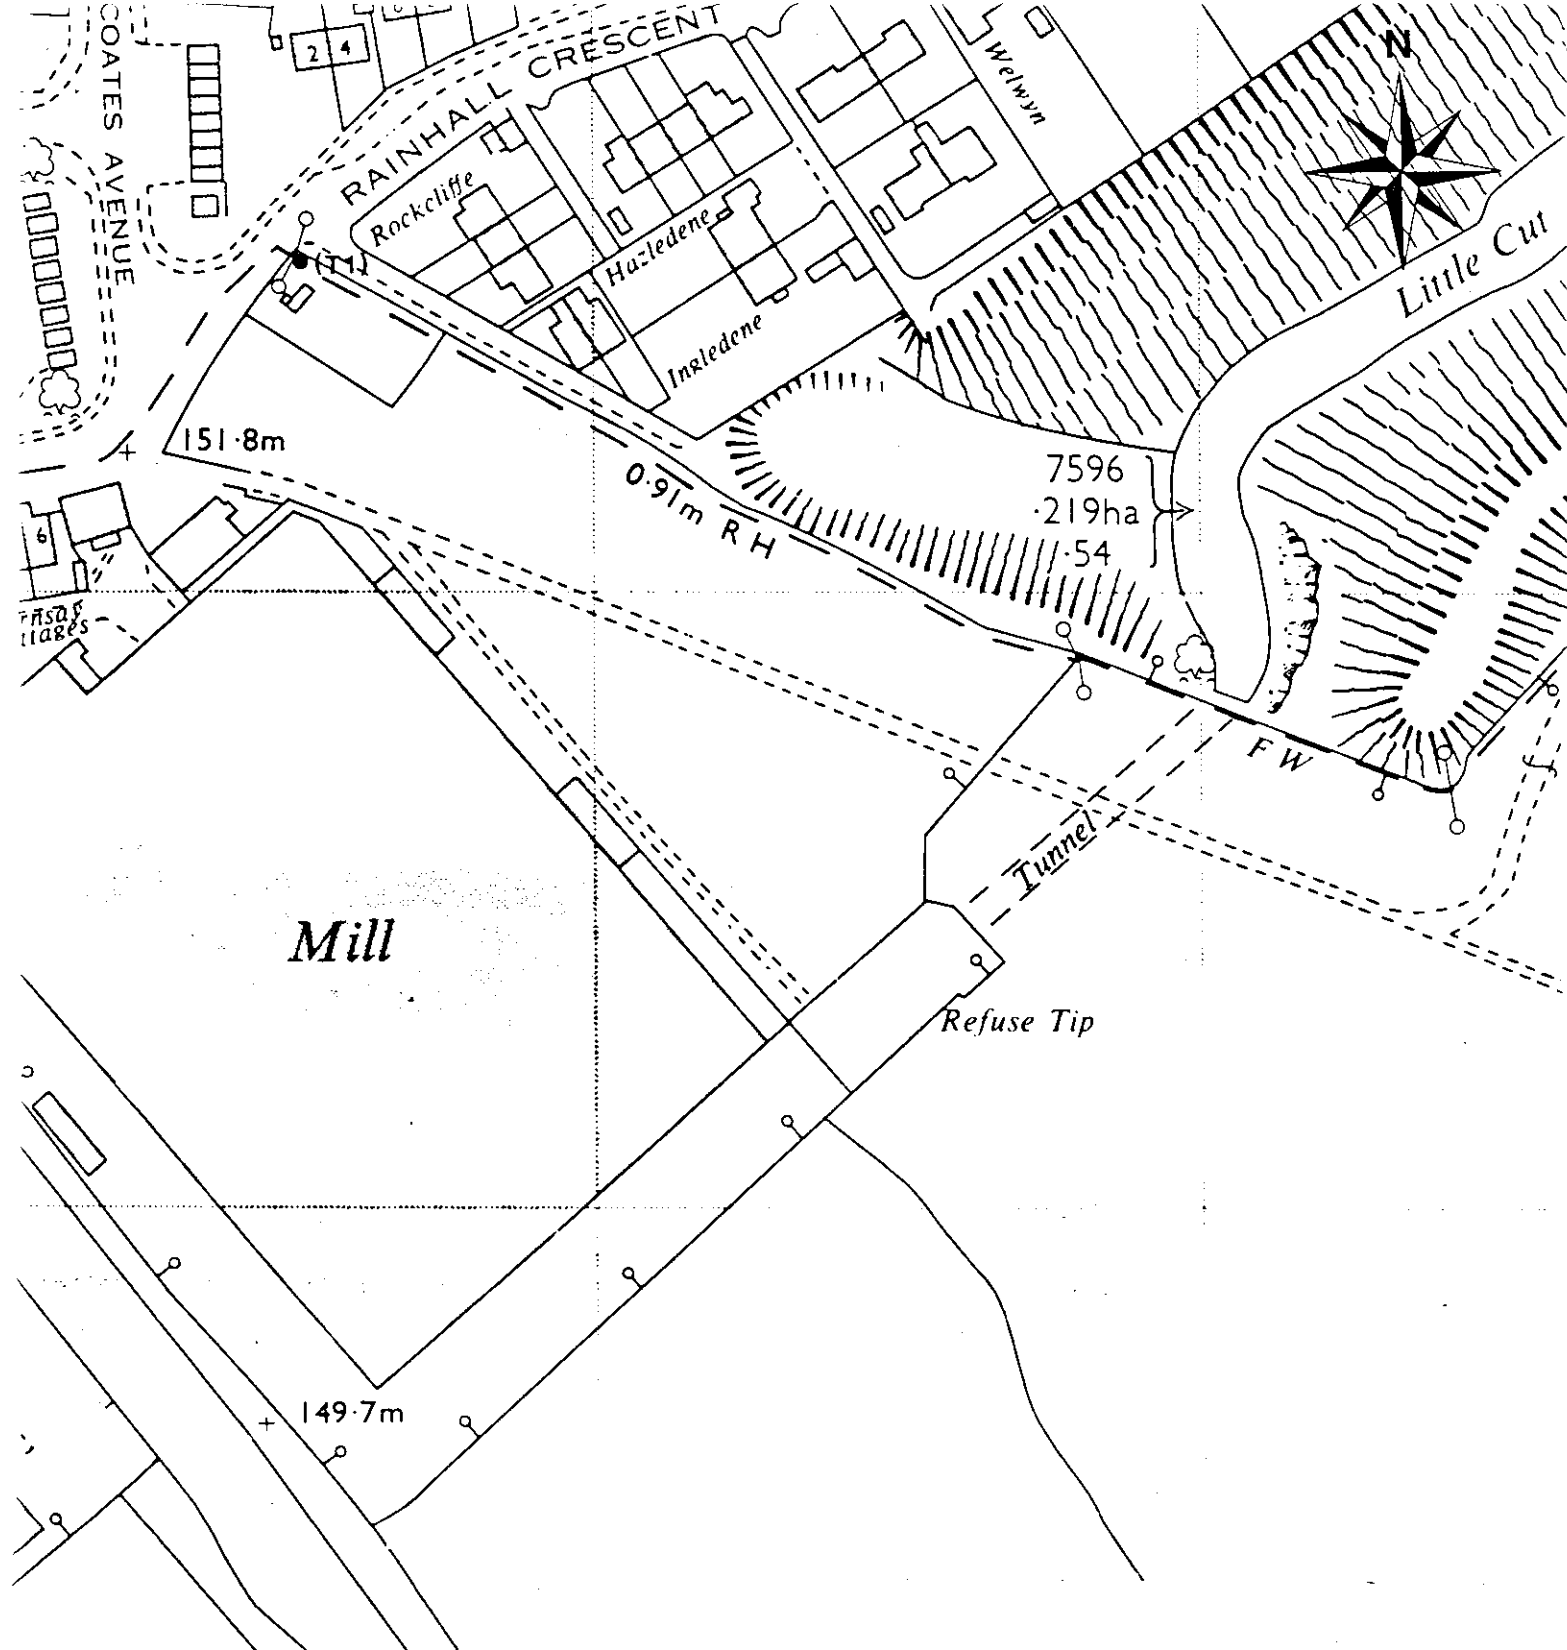 COATES AVENUE
2 4
RAINHALL CRESCENT
N
Welwyn
Rockcliffe
(T1)
Hazledene
Ingledene
Little Cut
151·8m
0·91m RH
7596
·219ha
·54
6
FW
Tunnel
Mill
Refuse Tip
149·7m